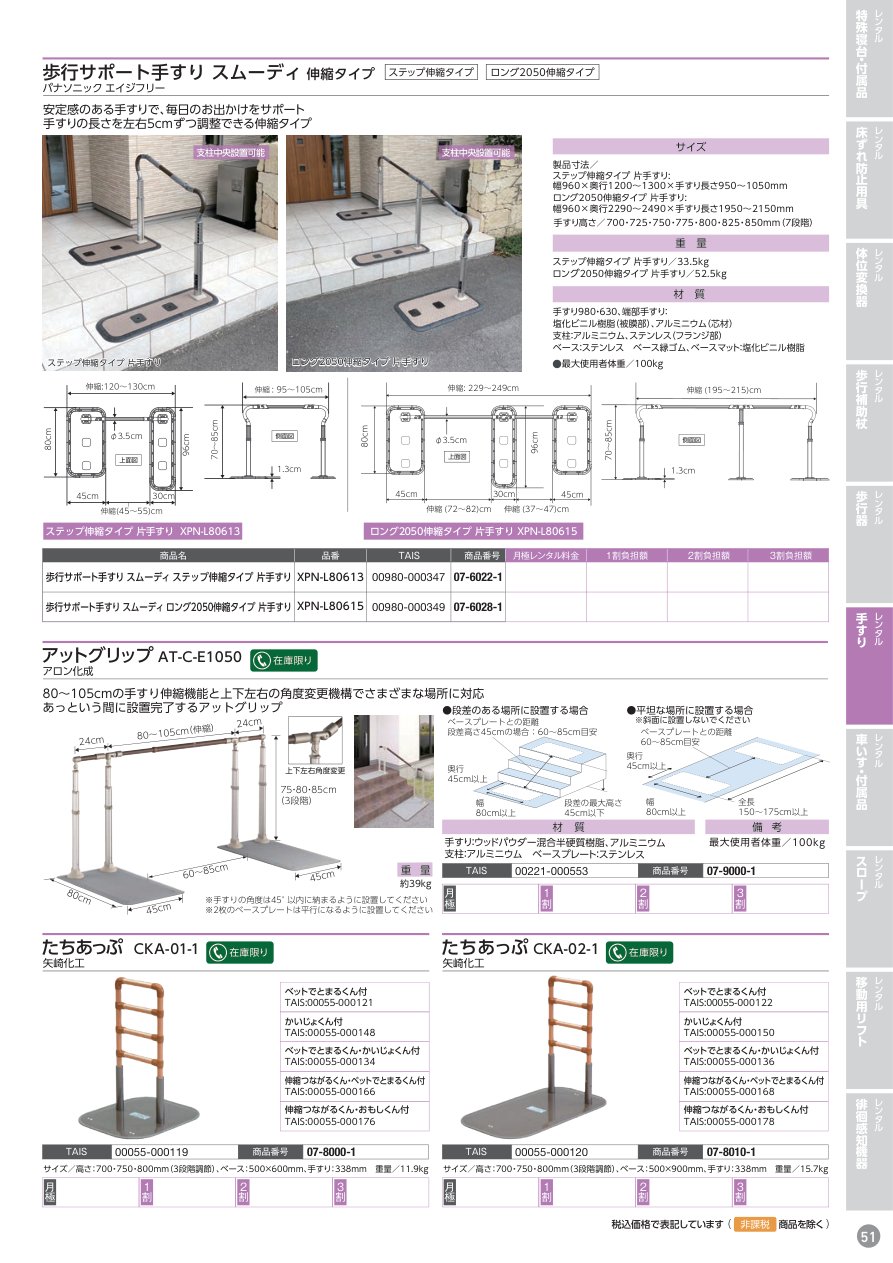 歩行サポート手すり スムーディ 伸縮タイプ ステップ伸縮タイプ ロング2050伸縮タイプ
パナソニック エイジフリー
安定感のある手すりで、毎日のお出かけをサポート
手すりの長さを左右5cmずつ調整できる伸縮タイプ
支柱中央設置可能
ステップ伸縮タイプ 片手すり
支柱中央設置可能
ロング2050伸縮タイプ 片手すり
サイズ
製品寸法／
ステップ伸縮タイプ 片手すり:
幅960×奥行1200〜1300×手すり長さ950〜1050mm
ロング2050伸縮タイプ 片手すり:
幅960×奥行2290〜2490×手すり長さ1950〜2150mm
手すり高さ／700・725・750・775・800・825・850mm（7段階）
重 量
ステップ伸縮タイプ 片手すり／33.5kg
ロング2050伸縮タイプ 片手すり／52.5kg
材 質
手すり980・630、端部手すり:
塩化ビニル樹脂（被膜部）、アルミニウム（芯材）
支柱:アルミニウム、ステンレス（フランジ部）
ベース:ステンレス ベース縁ゴム、ベースマット:塩化ビニル樹脂
●最大使用者体重／100kg
伸縮:120〜130cm
80cm
φ3.5cm
上面図
96cm
45cm
30cm
伸縮(45〜55)cm
伸縮：95〜105cm
70〜85cm
側面図
1.3cm
ステップ伸縮タイプ 片手すり XPN-L80613
伸縮: 229〜249cm
80cm
φ3.5cm
上面図
96cm
45cm
30cm
45cm
伸縮 (72〜82)cm
伸縮 (37〜47)cm
伸縮 (195〜215)cm
70〜85cm
側面図
1.3cm
ロング2050伸縮タイプ 片手すり XPN-L80615
商品名 品番 TAIS 商品番号 月極レンタル料金 1割負担額 2割負担額 3割負担額
歩行サポート手すり スムーディ ステップ伸縮タイプ 片手すり XPN-L80613 00980-000347 07-6022-1
歩行サポート手すり スムーディ ロング2050伸縮タイプ 片手すり XPN-L80615 00980-000349 07-6028-1
アットグリップ AT-C-E1050 在庫限り
アロン化成
80〜105cmの手すり伸縮機能と上下左右の角度変更機構でさまざまな場所に対応
あっという間に設置完了するアットグリップ
24cm
80〜105cm(伸縮)
24cm
上下左右角度変更
75・80・85cm
(3段階)
60〜85cm
80cm
45cm
45cm
重 量
約39kg
※手すりの角度は45°以内に納まるように設置してください
※2枚のベースプレートは平行になるように設置してください
●段差のある場所に設置する場合
ベースプレートとの距離
段差高さ45cmの場合：60〜85cm目安
奥行
45cm以上
幅
80cm以上
段差の最大高さ
45cm以下
●平坦な場所に設置する場合
※斜面に設置しないでください
ベースプレートとの距離
60〜85cm目安
奥行
45cm以上
幅
80cm以上
全長
150〜175cm以上
材 質
手すり:ウッドパウダー混合半硬質樹脂、アルミニウム
支柱:アルミニウム ベースプレート:ステンレス
備 考
最大使用者体重／100kg
TAIS 00221-000553 商品番号 07-9000-1
月極 1割 2割 3割
たちあっぷ CKA-01-1 在庫限り
矢崎化工
ベットでとまるくん付
TAIS:00055-000121
かいじょくん付
TAIS:00055-000148
ベットでとまるくん・かいじょくん付
TAIS:00055-000134
伸縮つながるくん・ベットでとまるくん付
TAIS:00055-000166
伸縮つながるくん・おもしくん付
TAIS:00055-000176
TAIS 00055-000119 商品番号 07-8000-1
サイズ／高さ:700・750・800mm（3段階調節）、ベース:500×600mm、手すり:338mm 重量／11.9kg
月極 1割 2割 3割
たちあっぷ CKA-02-1 在庫限り
矢崎化工
ベットでとまるくん付
TAIS:00055-000122
かいじょくん付
TAIS:00055-000150
ベットでとまるくん・かいじょくん付
TAIS:00055-000136
伸縮つながるくん・ベットでとまるくん付
TAIS:00055-000168
伸縮つながるくん・おもしくん付
TAIS:00055-000178
TAIS 00055-000120 商品番号 07-8010-1
サイズ／高さ:700・750・800mm（3段階調節）、ベース:500×900mm、手すり:338mm 重量／15.7kg
月極 1割 2割 3割
税込価格で表記しています（ 非課税 商品を除く）
レンタル
特殊寝台・付属品
レンタル
床ずれ防止用具
レンタル
体位変換器
レンタル
歩行補助杖
レンタル
歩行器
レンタル
手すり
レンタル
車いす・付属品
レンタル
スロープ
レンタル
移動用リフト
レンタル
徘徊感知機器
51